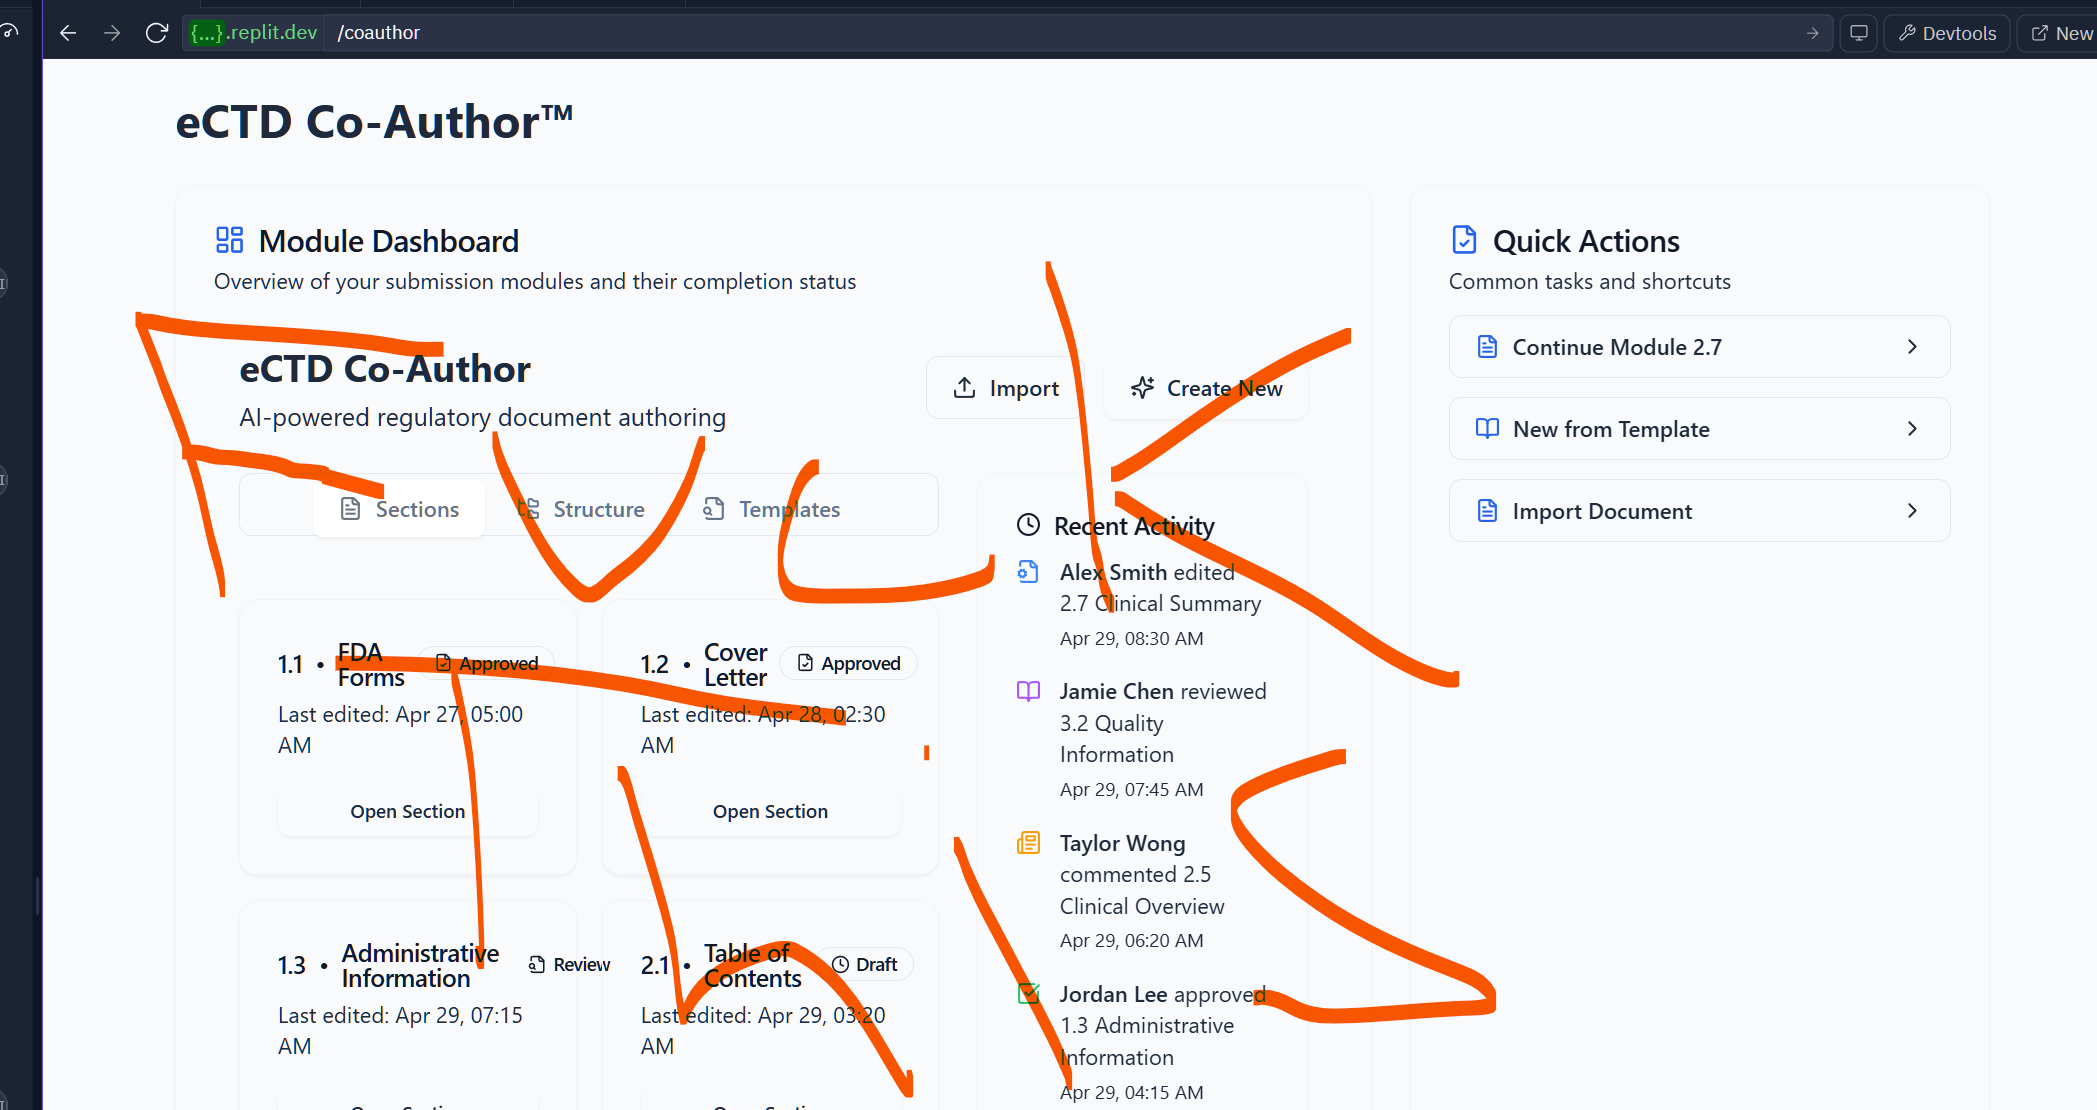 {...}.replit.dev /coauthor
Devtools
New
eCTD Co-Author™
Module Dashboard
Overview of your submission modules and their completion status
eCTD Co-Author
AI-powered regulatory document authoring
Import
Create New
Sections
Structure
Templates
1.1 • FDA Forms
Approved
Last edited: Apr 27, 05:00 AM
Open Section
1.2 • Cover Letter
Approved
Last edited: Apr 28, 02:30 AM
Open Section
1.3 • Administrative Information
Review
Last edited: Apr 29, 07:15 AM
2.1 • Table of Contents
Draft
Last edited: Apr 29, 03:20 AM
Recent Activity
Alex Smith edited
2.7 Clinical Summary
Apr 29, 08:30 AM
Jamie Chen reviewed
3.2 Quality
Information
Apr 29, 07:45 AM
Taylor Wong
commented 2.5
Clinical Overview
Apr 29, 06:20 AM
Jordan Lee approved
1.3 Administrative
Information
Apr 29, 04:15 AM
Quick Actions
Common tasks and shortcuts
Continue Module 2.7
New from Template
Import Document
FUCK
THIS